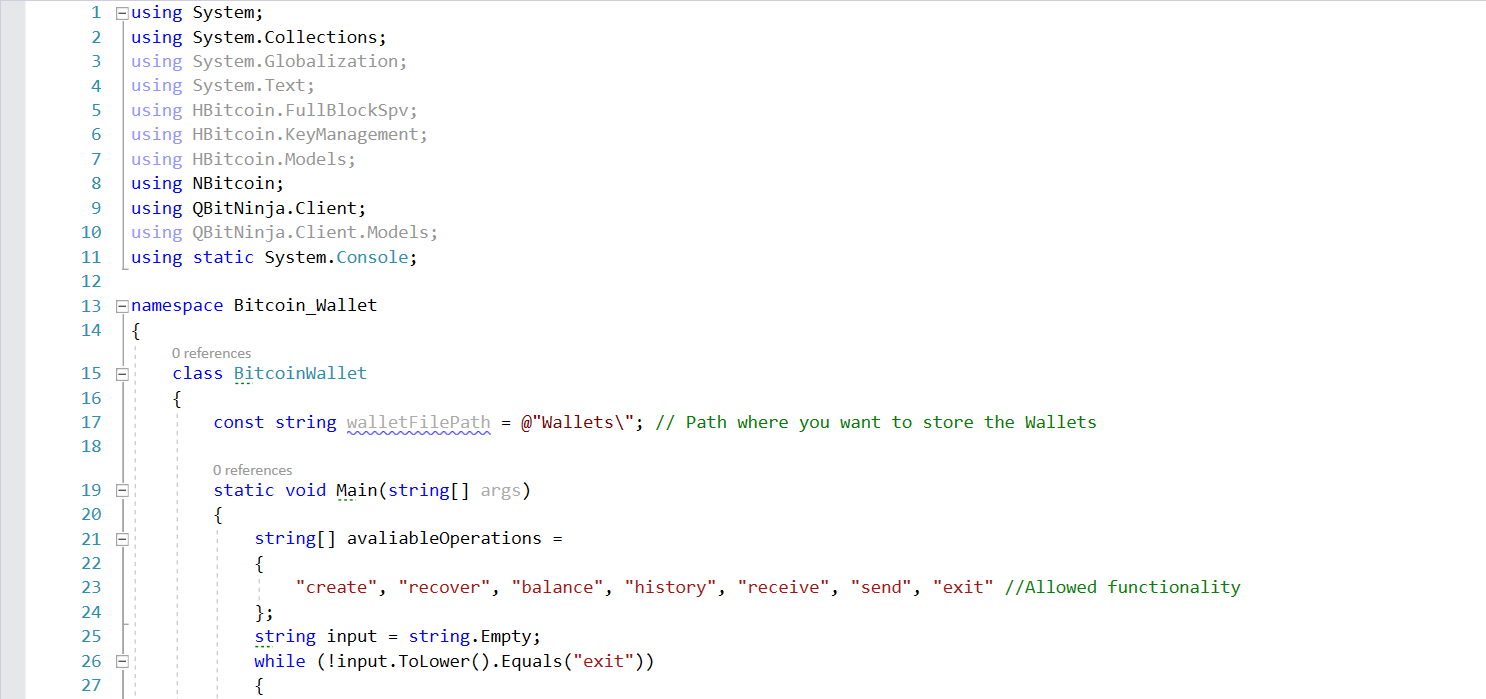 1 using System;
2 using System.Collections;
3 using System.Globalization;
4 using System.Text;
5 using HBitcoin.FullBlockSpv;
6 using HBitcoin.KeyManagement;
7 using HBitcoin.Models;
8 using NBitcoin;
9 using QBitNinja.Client;
10 using QBitNinja.Client.Models;
11 using static System.Console;
12
13 namespace Bitcoin_Wallet
14 {
0 references
15 class BitcoinWallet
16 {
17 const string walletFilePath = @"Wallets\"; // Path where you want to store the Wallets
18
0 references
19 static void Main(string[] args)
20 {
21 string[] avaliableOperations =
22 {
23 "create", "recover", "balance", "history", "receive", "send", "exit" //Allowed functionality
24 };
25 string input = string.Empty;
26 while (!input.ToLower().Equals("exit"))
27 {